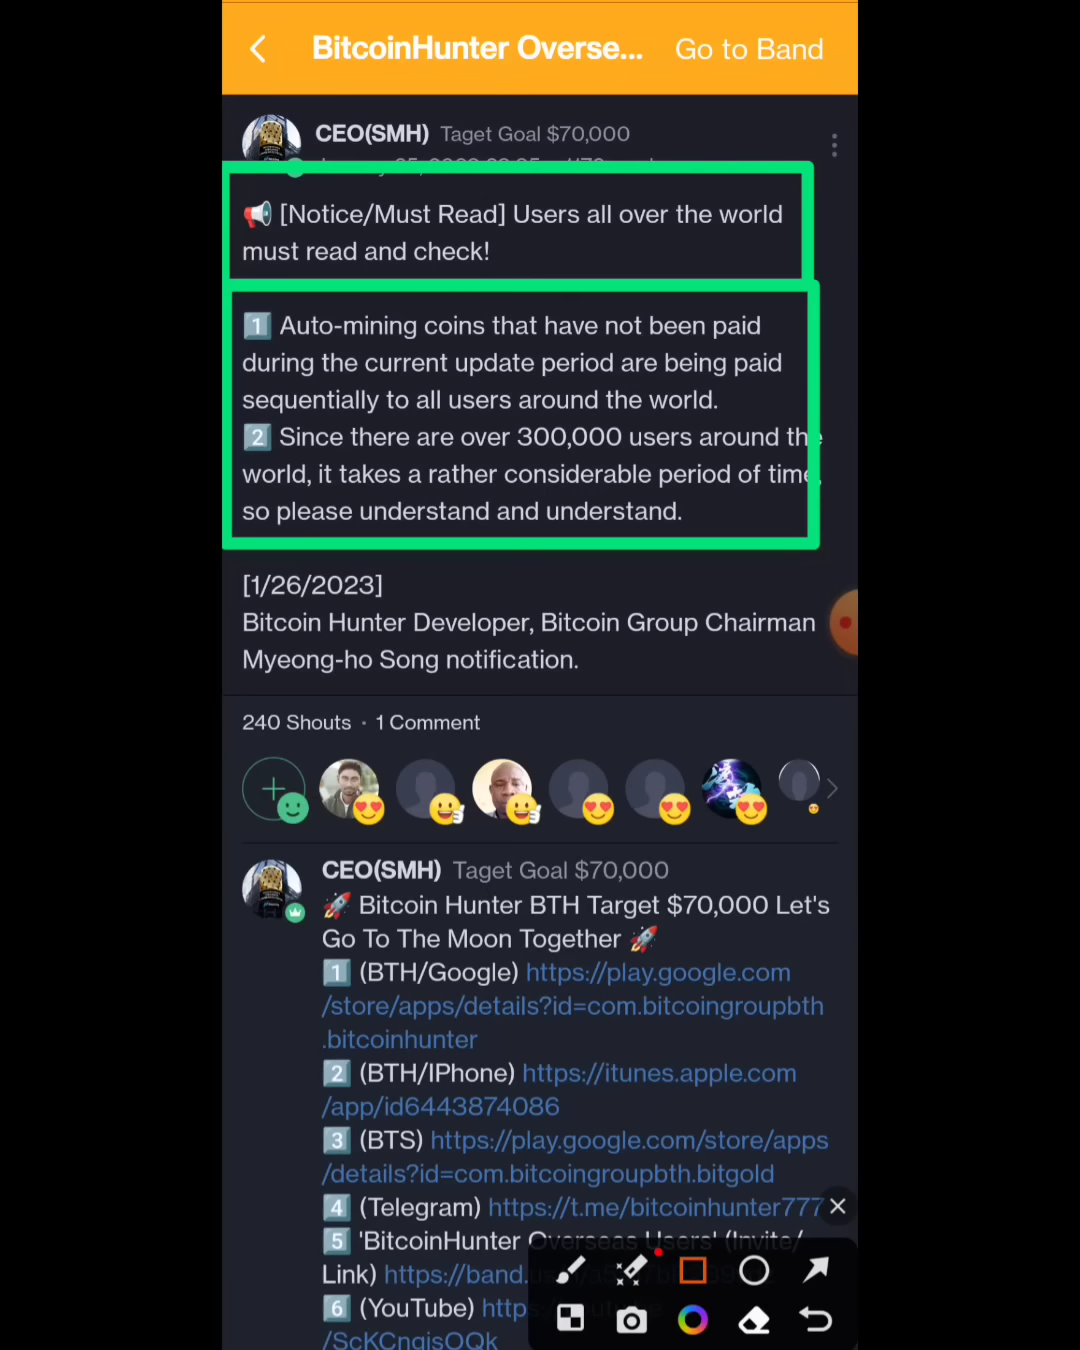 BitcoinHunter Overse... Go to Band
CEO(SMH) Taget Goal $70,000
📢 [Notice/Must Read] Users all over the world
must read and check!
1️⃣ Auto-mining coins that have not been paid
during the current update period are being paid
sequentially to all users around the world.
2️⃣ Since there are over 300,000 users around the
world, it takes a rather considerable period of time,
so please understand and understand.
[1/26/2023]
Bitcoin Hunter Developer, Bitcoin Group Chairman
Myeong-ho Song notification.
240 Shouts · 1 Comment
CEO(SMH) Taget Goal $70,000
🚀 Bitcoin Hunter BTH Target $70,000 Let's
Go To The Moon Together 🚀
1️⃣ (BTH/Google) https://play.google.com
/store/apps/details?id=com.bitcoingroupbth
.bitcoinhunter
2️⃣ (BTH/IPhone) https://itunes.apple.com
/app/id6443874086
3️⃣ (BTS) https://play.google.com/store/apps
/details?id=com.bitcoingroupbth.bitgold
4️⃣ (Telegram) https://t.me/bitcoinhunter777
5️⃣ 'BitcoinHunter Overseas Users' (Invite/
Link) https://band.
6️⃣ (YouTube) http